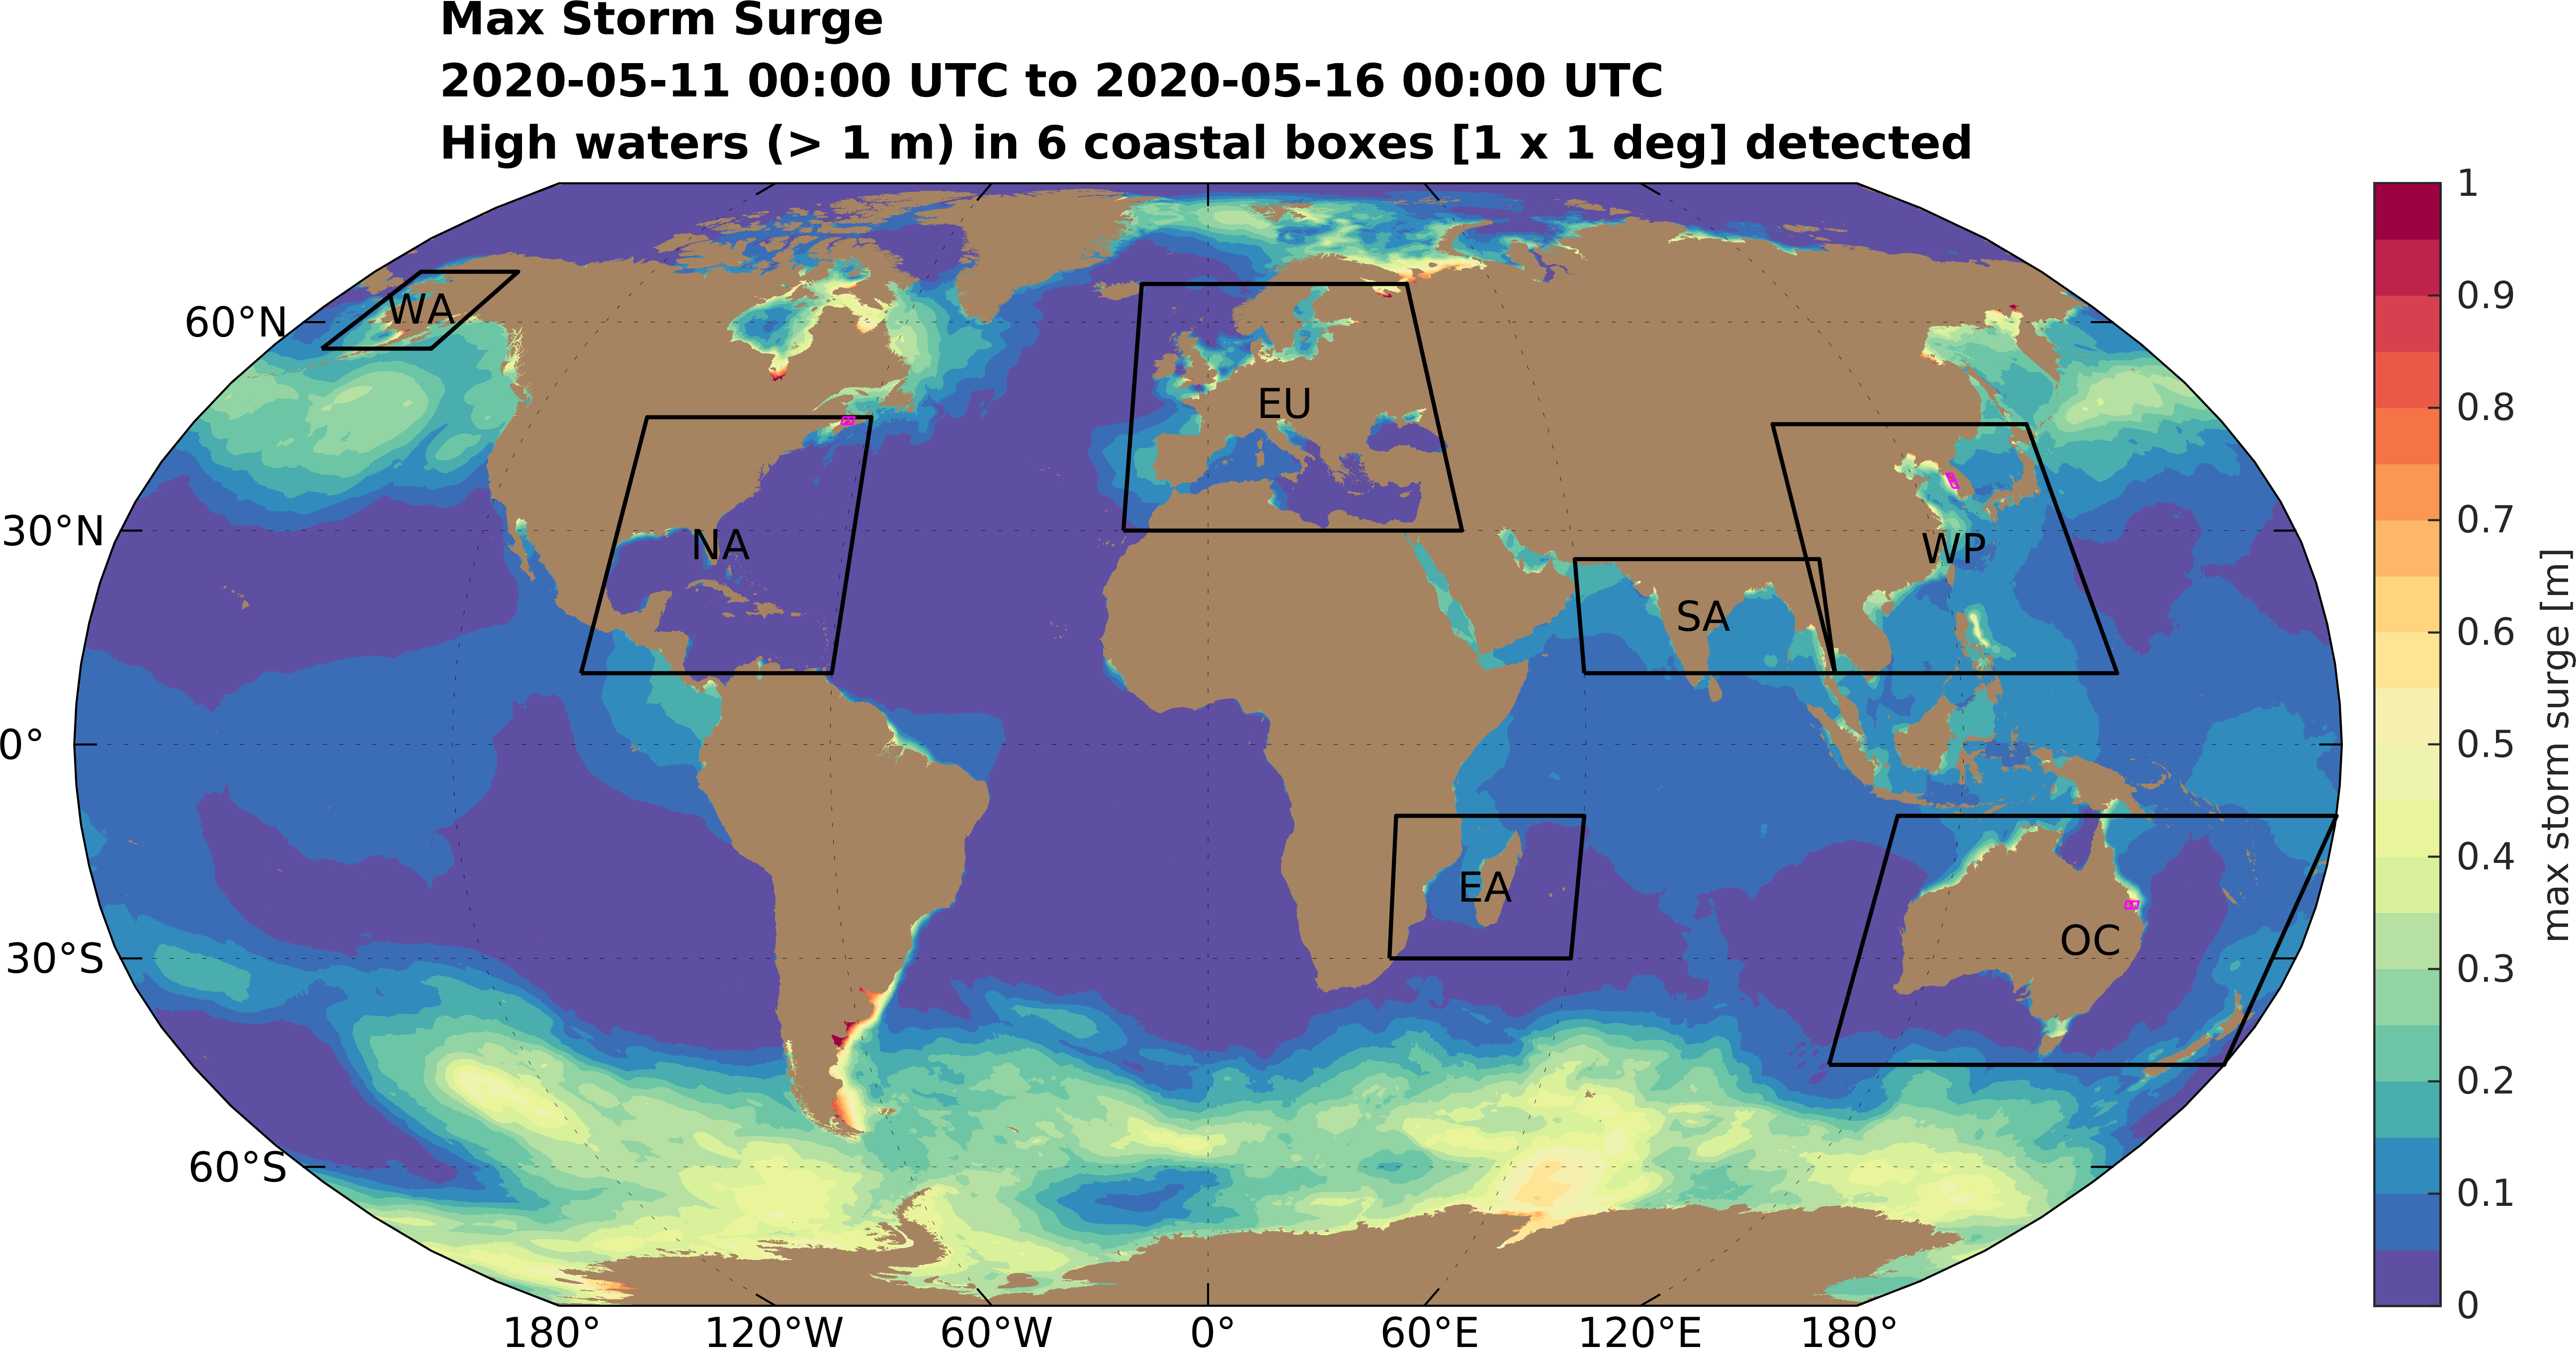 Max Storm Surge
2020-05-11 00:00 UTC to 2020-05-16 00:00 UTC
High waters (> 1 m) in 6 coastal boxes [1 x 1 deg] detected
WA
60°N
EU
30°N
NA
WP
SA
0°
EA
OC
30°S
60°S
180°
120°W
60°W
0°
60°E
120°E
180°
1
0.9
0.8
0.7
0.6
0.5
0.4
0.3
0.2
0.1
0
max storm surge [m]